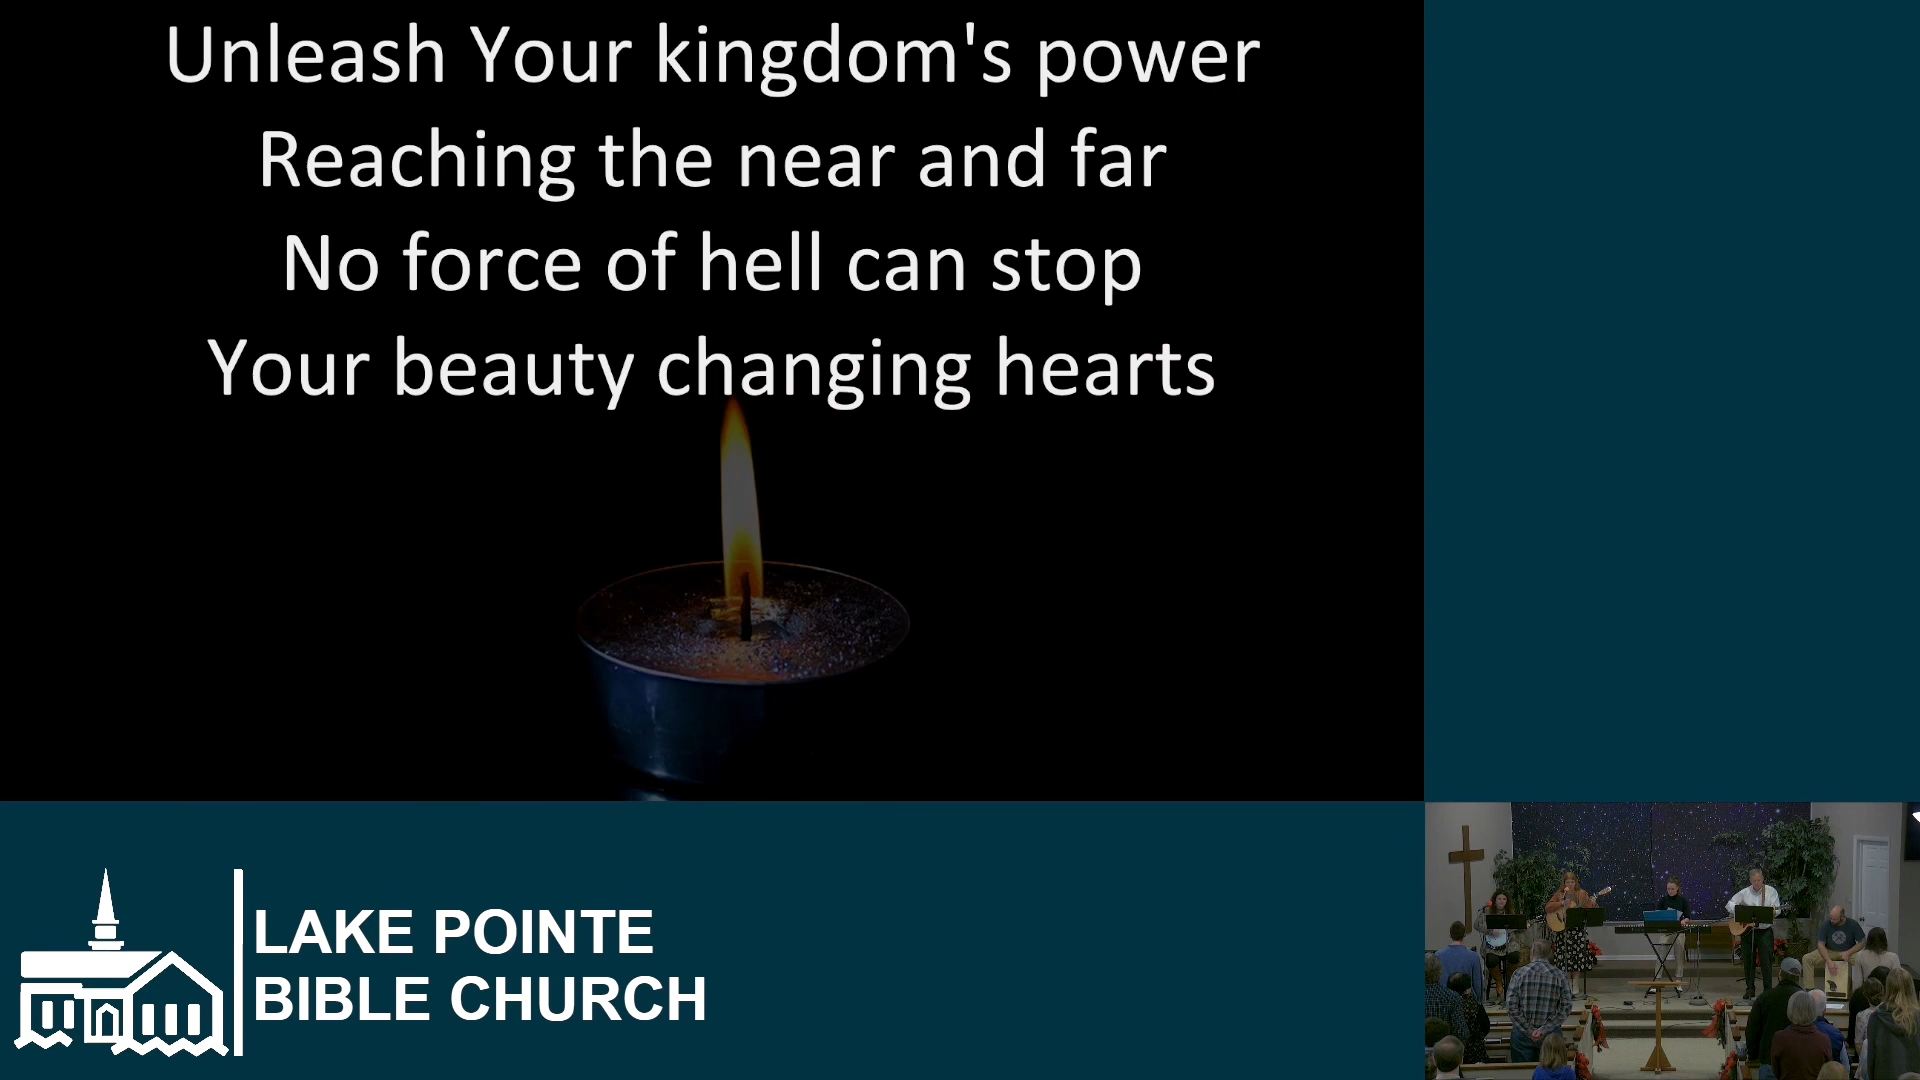 Unleash Your kingdom's power
Reaching the near and far
No force of hell can stop
Your beauty changing hearts
LAKE POINTE
BIBLE CHURCH